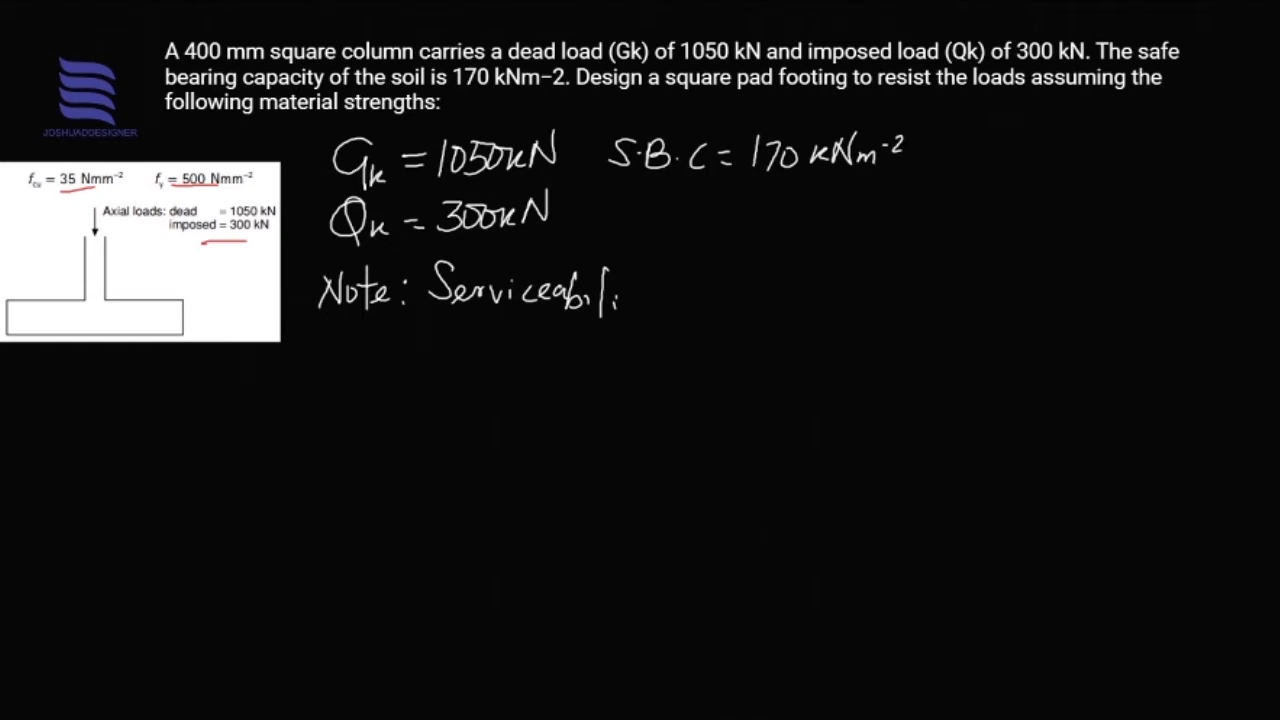 A 400 mm square column carries a dead load (Gk) of 1050 kN and imposed load (Qk) of 300 kN. The safe
bearing capacity of the soil is 170 kNm−2. Design a square pad footing to resist the loads assuming the
following material strengths:
JOSHUADDESIGNER
Gk = 1050kN S.B.C = 170 kNm⁻²
Qk = 300kN
Note: Serviceabili
fcu = 35 Nmm⁻² fy = 500 Nmm⁻²
Axial loads: dead = 1050 kN
imposed = 300 kN